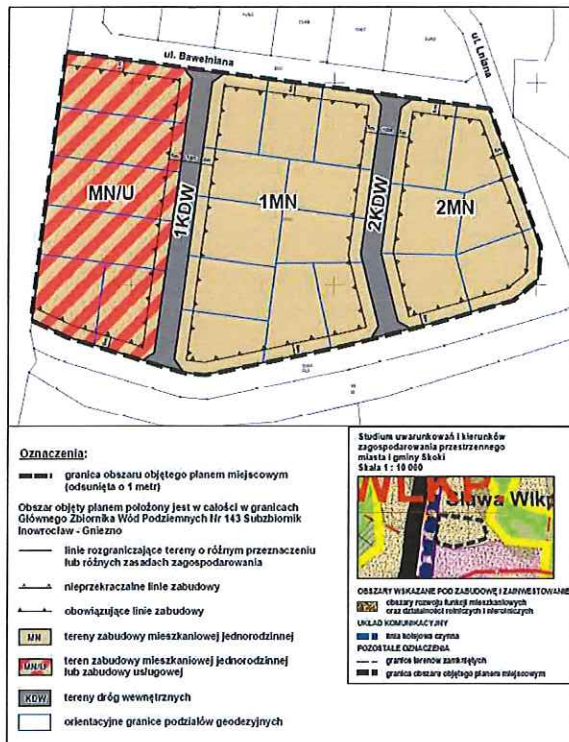 ul. Bawełniana
ul. Lniana
MN/U
1KDW
1MN
2KDW
2MN
Oznaczenia:
granica obszaru objętego planem miejscowym
(odsunięta o 1 metr)
Obszar objęty planem położony jest w całości w granicach
Głównego Zbiornika Wód Podziemnych Nr 143 Subzbiornik
Inowrocław - Gniezno
linie rozgraniczające tereny o różnym przeznaczeniu
lub różnych zasadach zagospodarowania
nieprzekraczalne linie zabudowy
obowiązujące linie zabudowy
MN tereny zabudowy mieszkaniowej jednorodzinnej
MN/U teren zabudowy mieszkaniowej jednorodzinnej
lub zabudowy usługowej
KDW tereny dróg wewnętrznych
orientacyjne granice podziałów geodezyjnych
Studium uwarunkowań i kierunków
zagospodarowania przestrzennego
miasta i gminy Skoki
Skala 1 : 10 000
WLKP.
Sława Wlkp
OBSZARY WSKAZANE POD ZABUDOWĘ I ZAINWESTOWANIE
obszary rozwoju funkcji mieszkaniowych
oraz działalności rolniczych i nierolniczych
UKŁAD KOMUNIKACYJNY
linia kolejowa czynna
POZOSTAŁE OZNACZENIA
granice terenów zamkniętych
granica obszaru objętego planem miejscowym